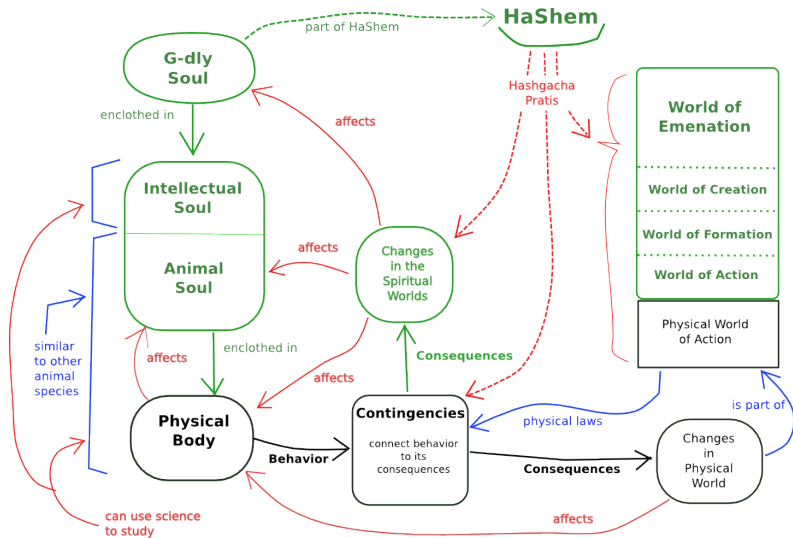 HaShem
part of HaShem
G-dly
Soul
Hashgacha
Pratis
enclothed in
affects
World of
Emenation
Intellectual
Soul
World of Creation
World of Formation
World of Action
Animal
Soul
affects
Changes
in the
Spiritual
Worlds
Physical World
of Action
similar
to other
animal
species
affects
enclothed in
Consequences
affects
is part of
physical laws
Physical
Body
Contingencies
connect behavior
to its
consequences
Behavior
Consequences
Changes
in
Physical
World
can use science
to study
affects